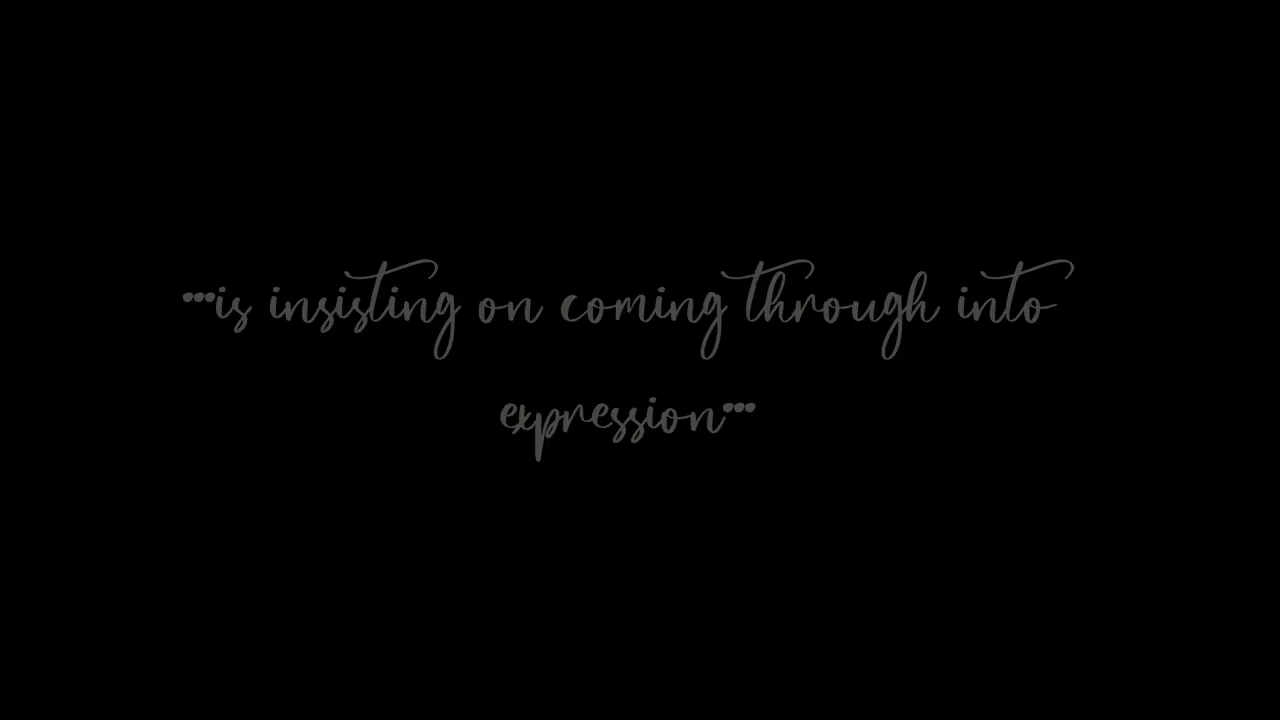 ...is insisting on coming through into
expression...